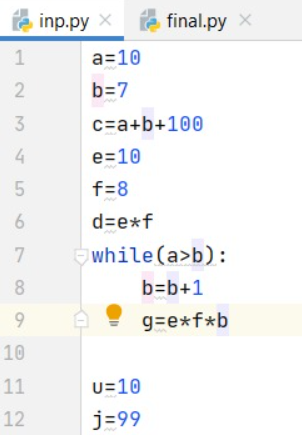 inp.py final.py
1 a=10
2 b=7
3 c=a+b+100
4 e=10
5 f=8
6 d=e*f
7 while(a>b):
8     b=b+1
9     g=e*f*b
10
11 u=10
12 j=99